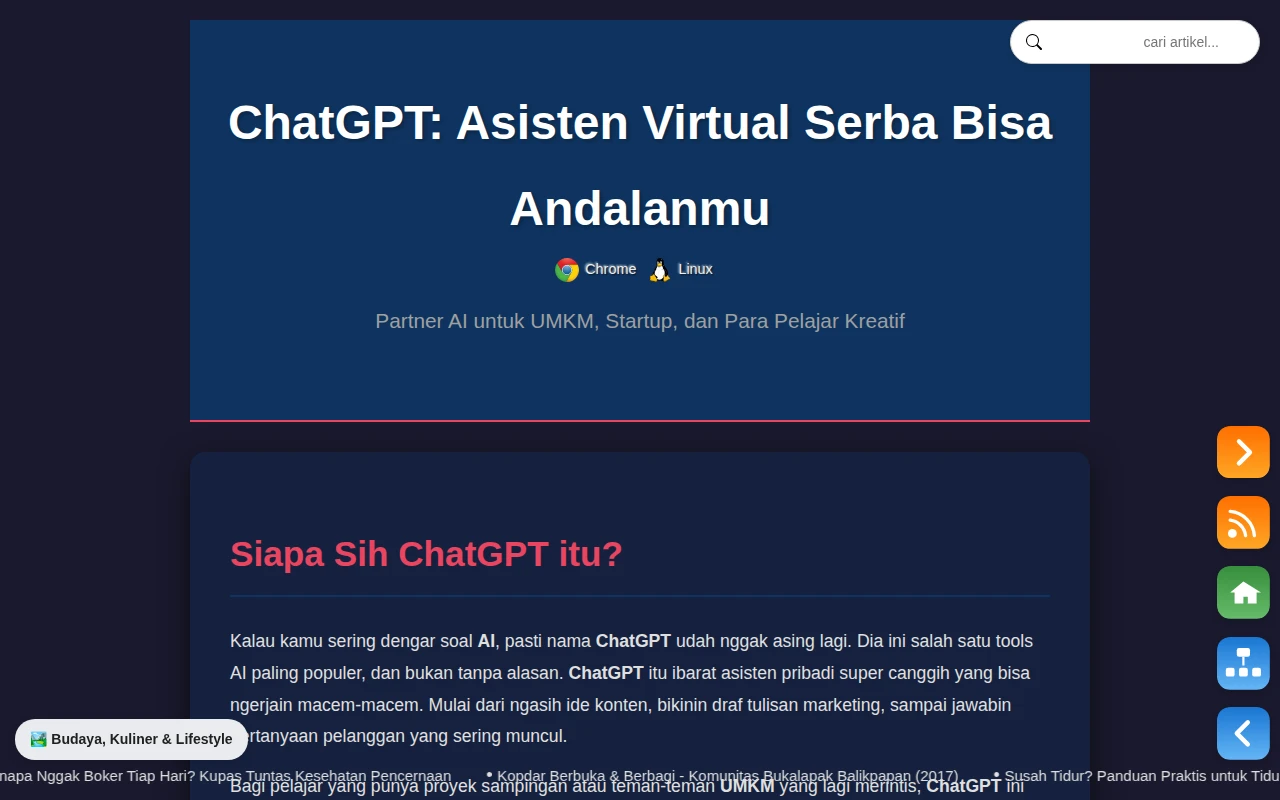 cari artikel...
ChatGPT: Asisten Virtual Serba Bisa
Andalanmu
Chrome Linux
Partner AI untuk UMKM, Startup, dan Para Pelajar Kreatif
Siapa Sih ChatGPT itu?
Kalau kamu sering dengar soal AI, pasti nama ChatGPT udah nggak asing lagi. Dia ini salah satu tools
AI paling populer, dan bukan tanpa alasan. ChatGPT itu ibarat asisten pribadi super canggih yang bisa
ngerjain macem-macem. Mulai dari ngasih ide konten, bikinin draf tulisan marketing, sampai jawabin
ertanyaan pelanggan yang sering muncul.
🏞️ Budaya, Kuliner & Lifestyle
napa Nggak Boker Tiap Hari? Kupas Tuntas Kesehatan Pencernaan • Kopdar Berbuka & Berbagi - Komunitas Bukalapak Balikpapan (2017) • Susah Tidur? Panduan Praktis untuk Tidu
Bagi pelajar yang punya proyek sampingan atau teman-teman UMKM yang lagi merintis, ChatGPT ini